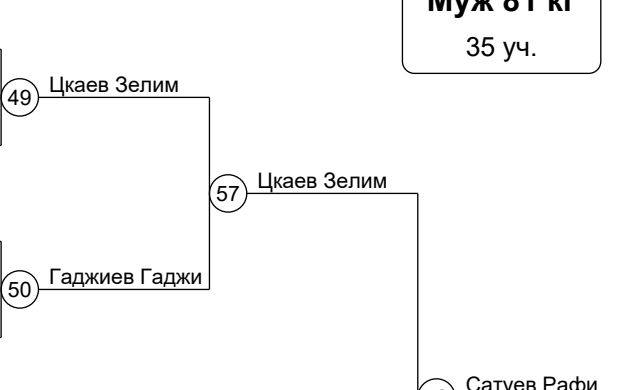 Муж 81 кг
35 уч.
49 Цкаев Зелим
57 Цкаев Зелим
50 Гаджиев Гаджи
Сатуев Рафи